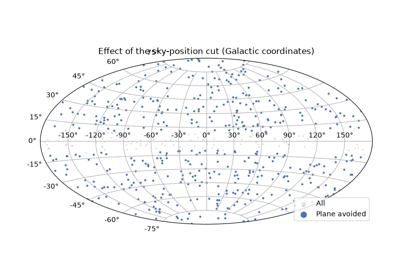 Effect of the sky-position cut (Galactic coordinates)
75°
60°
45°
30°
15°
0°
-15°
-30°
-45°
-60°
-75°
-150° -120° -90° -60° -30° 0° 30° 60° 90° 120° 150°
All
Plane avoided